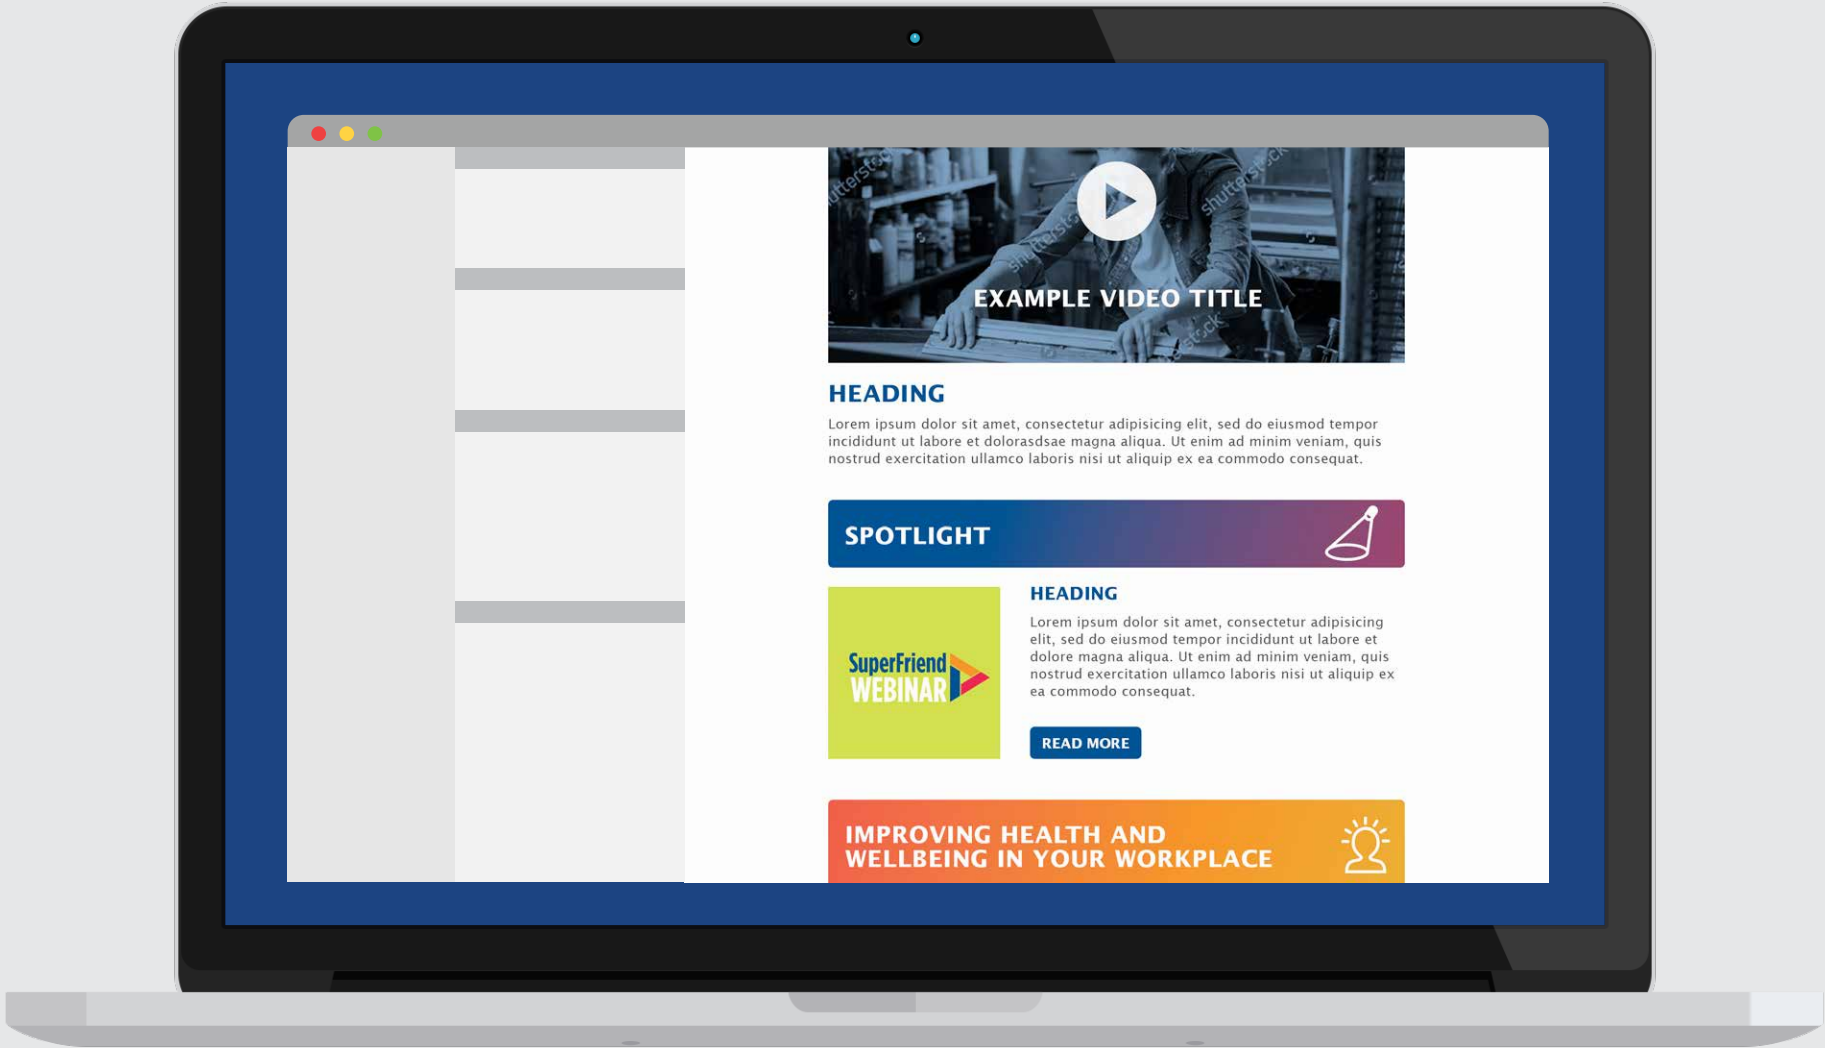 shutterstock
shutterstock
EXAMPLE VIDEO TITLE
HEADING
Lorem ipsum dolor sit amet, consectetur adipisicing elit, sed do eiusmod tempor
incididunt ut labore et dolorasdsae magna aliqua. Ut enim ad minim veniam, quis
nostrud exercitation ullamco laboris nisi ut aliquip ex ea commodo consequat.
SPOTLIGHT
SuperFriend
WEBINAR
HEADING
Lorem ipsum dolor sit amet, consectetur adipisicing
elit, sed do eiusmod tempor incididunt ut labore et
dolore magna aliqua. Ut enim ad minim veniam, quis
nostrud exercitation ullamco laboris nisi ut aliquip ex
ea commodo consequat.
READ MORE
IMPROVING HEALTH AND
WELLBEING IN YOUR WORKPLACE